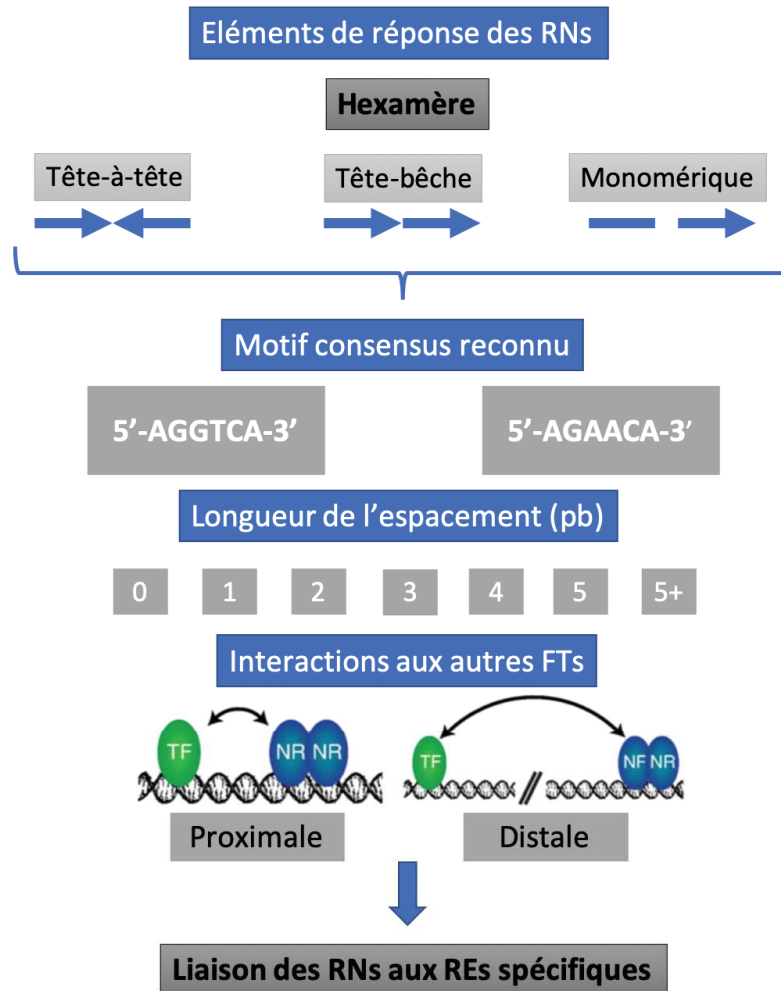 Eléments de réponse des RNs
Hexamère
Tête-à-tête Tête-bêche Monomérique
Motif consensus reconnu
5’-AGGTCA-3’ 5’-AGAACA-3’
Longueur de l’espacement (pb)
0 1 2 3 4 5 5+
Interactions aux autres FTs
TF NR NR TF NF NR
Proximale Distale
Liaison des RNs aux REs spécifiques